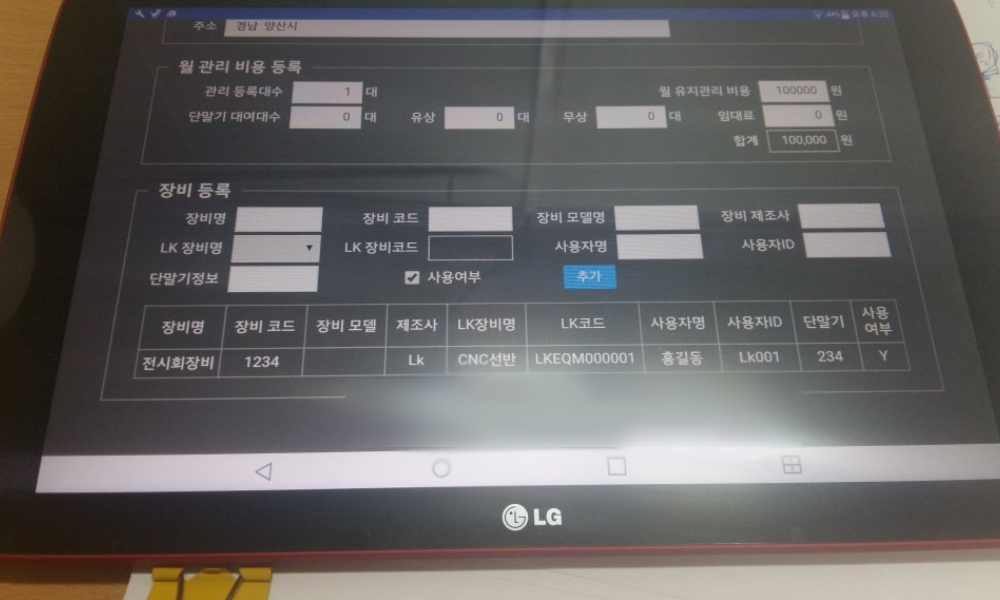 44% 오후 4:32
주소 경남 양산시
월 관리 비용 등록
관리 등록대수 1 대 월 유지관리 비용 100000 원
단말기 대여대수 0 대 유상 0 대 무상 0 대 임대료 0 원
합계 100,000 원
장비 등록
장비명 장비 코드 장비 모델명 장비 제조사
LK 장비명 LK 장비코드 사용자명 사용자ID
단말기정보 사용여부 추가
장비명 장비 코드 장비 모델 제조사 LK장비명 LK코드 사용자명 사용자ID 단말기 사용여부
전시회장비 1234 Lk CNC선반 LKEQM000001 홍길동 Lk001 234 Y
LG